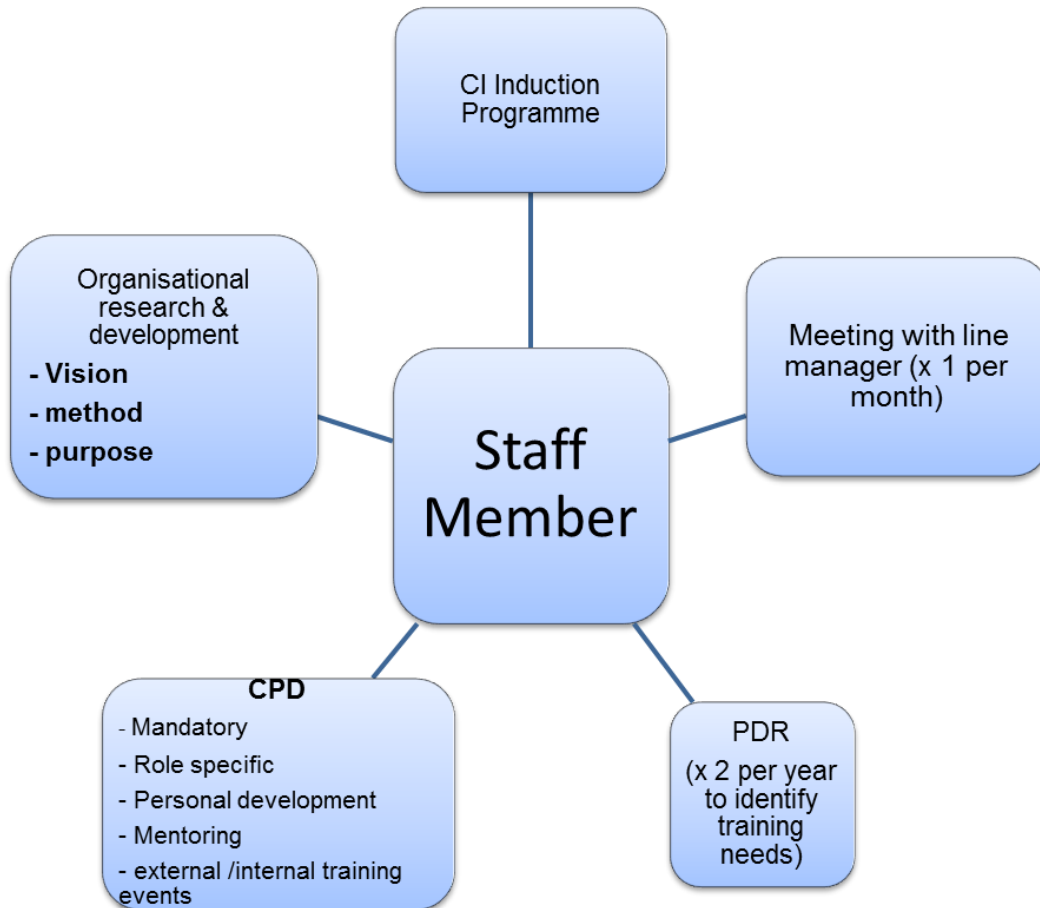 CI Induction
Programme
Organisational
research &
development
- Vision
- method
- purpose
Meeting with line
manager (x 1 per
month)
Staff
Member
CPD
- Mandatory
- Role specific
- Personal development
- Mentoring
- external /internal training
events
PDR
(x 2 per year
to identify
training
needs)